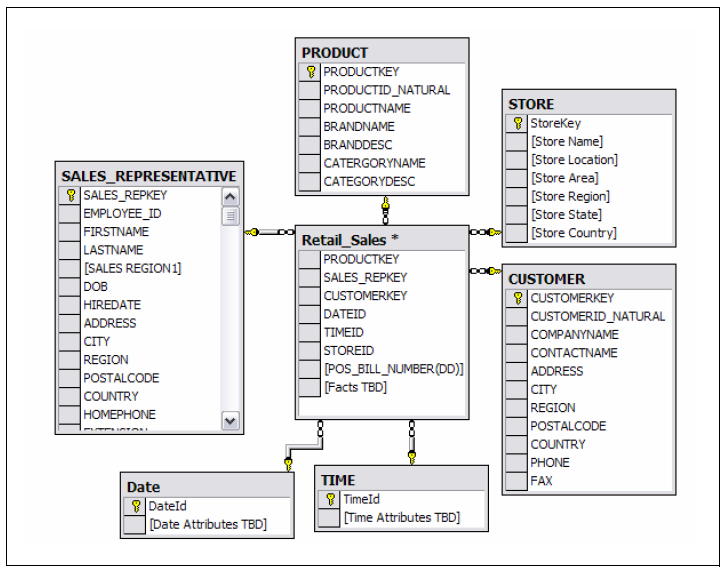 PRODUCT
PRODUCTKEY
PRODUCTID_NATURAL
PRODUCTNAME
BRANDNAME
BRANDDESC
CATERGORYNAME
CATEGORYDESC
STORE
StoreKey
[Store Name]
[Store Location]
[Store Area]
[Store Region]
[Store State]
[Store Country]
SALES_REPRESENTATIVE
SALES_REPKEY
EMPLOYEE_ID
FIRSTNAME
LASTNAME
[SALES REGION1]
DOB
HIREDATE
ADDRESS
CITY
REGION
POSTALCODE
COUNTRY
HOMEPHONE
Retail_Sales *
PRODUCTKEY
SALES_REPKEY
CUSTOMERKEY
DATEID
TIMEID
STOREID
[POS_BILL_NUMBER(DD)]
[Facts TBD]
CUSTOMER
CUSTOMERKEY
CUSTOMERID_NATURAL
COMPANYNAME
CONTACTNAME
ADDRESS
CITY
REGION
POSTALCODE
COUNTRY
PHONE
FAX
Date
DateId
[Date Attributes TBD]
TIME
TimeId
[Time Attributes TBD]